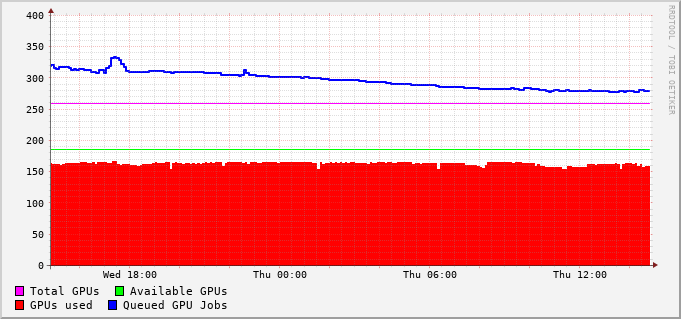 400
350
300
250
200
150
100
50
0
Wed 18:00 Thu 00:00 Thu 06:00 Thu 12:00
Total GPUs Available GPUs
GPUs used Queued GPU Jobs
RRDTOOL / TOBI OETIKER